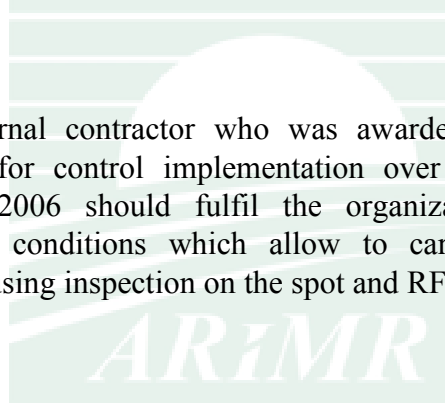 rnal contractor who was awarde
for control implementation over
2006 should fulfil the organiza
conditions which allow to car
using inspection on the spot and RF
ARiMR